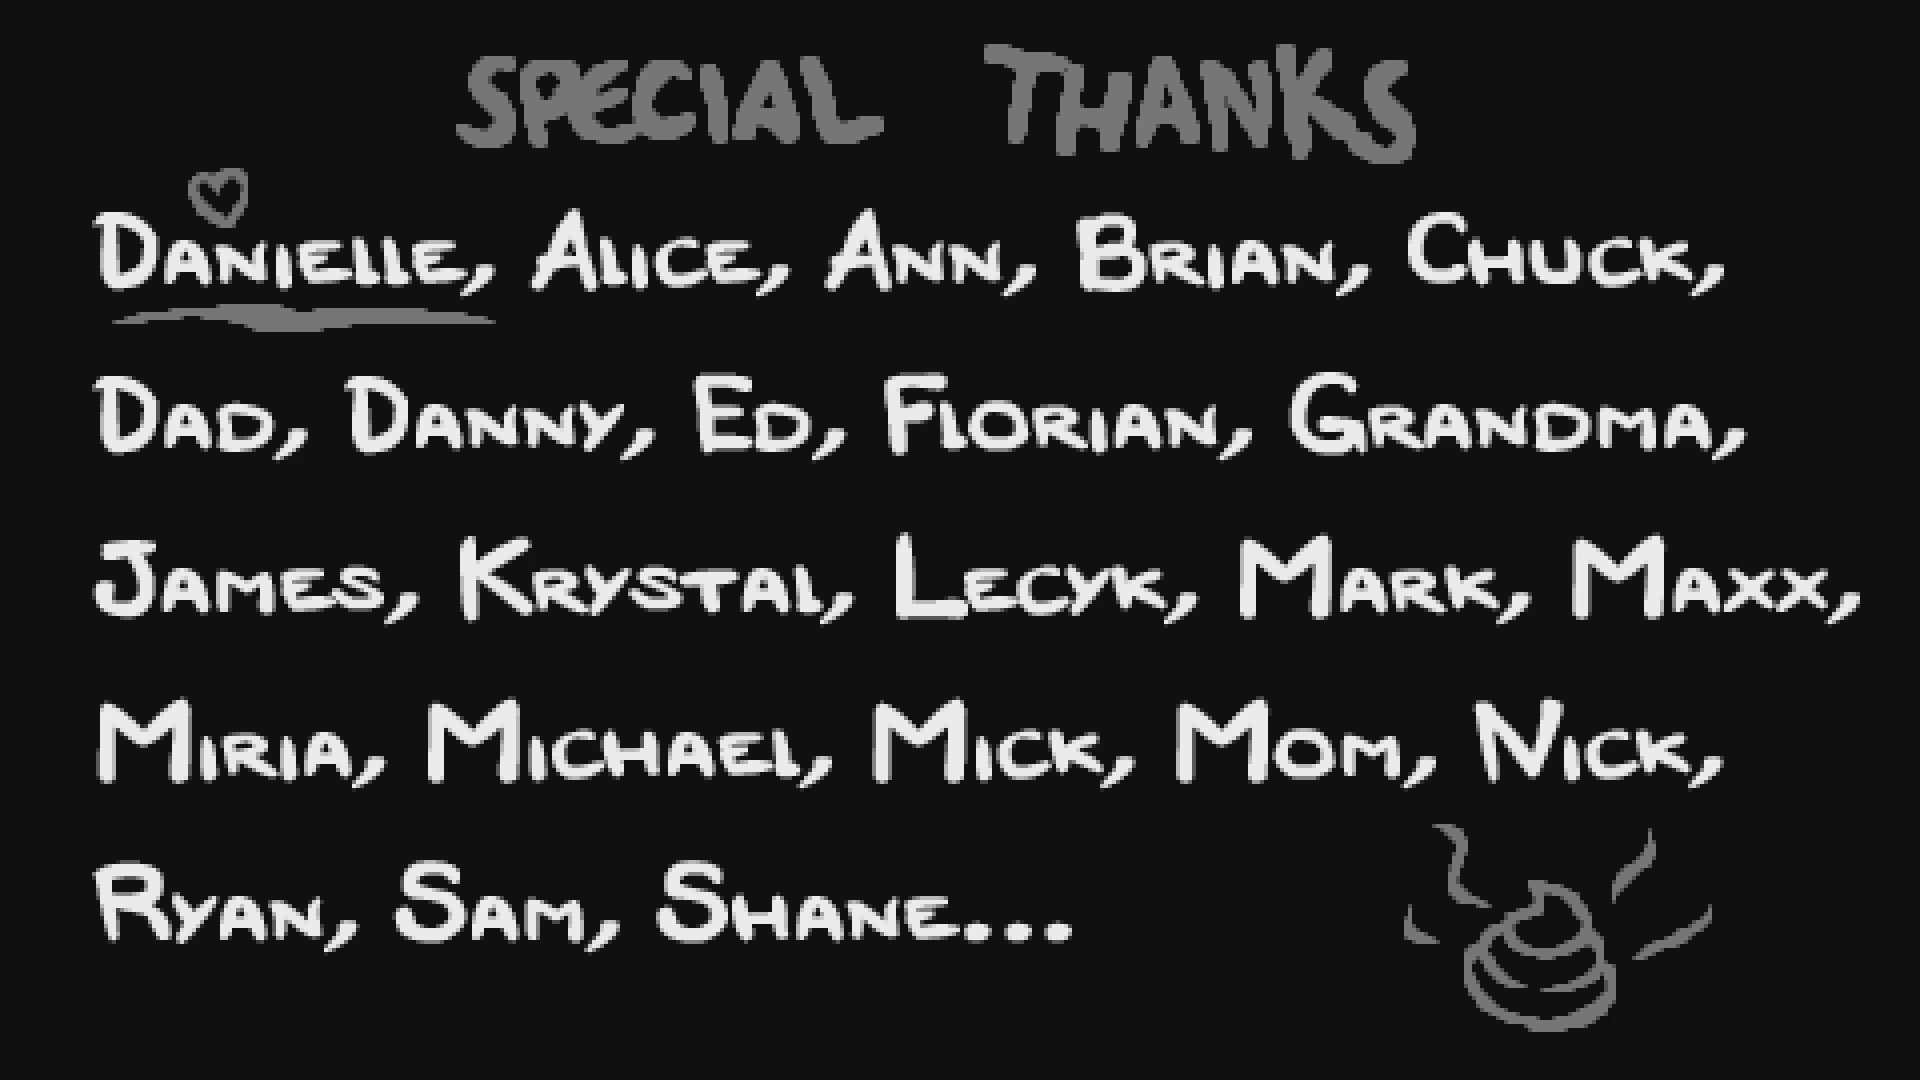 SPECIAL THANKS
DANIELLE, ALICE, ANN, BRIAN, CHUCK,
DAD, DANNY, ED, FLORIAN, GRANDMA,
JAMES, KRYSTAL, LECYK, MARK, MAXX,
MIRIA, MICHAEL, MICK, MOM, NICK,
RYAN, SAM, SHANE...